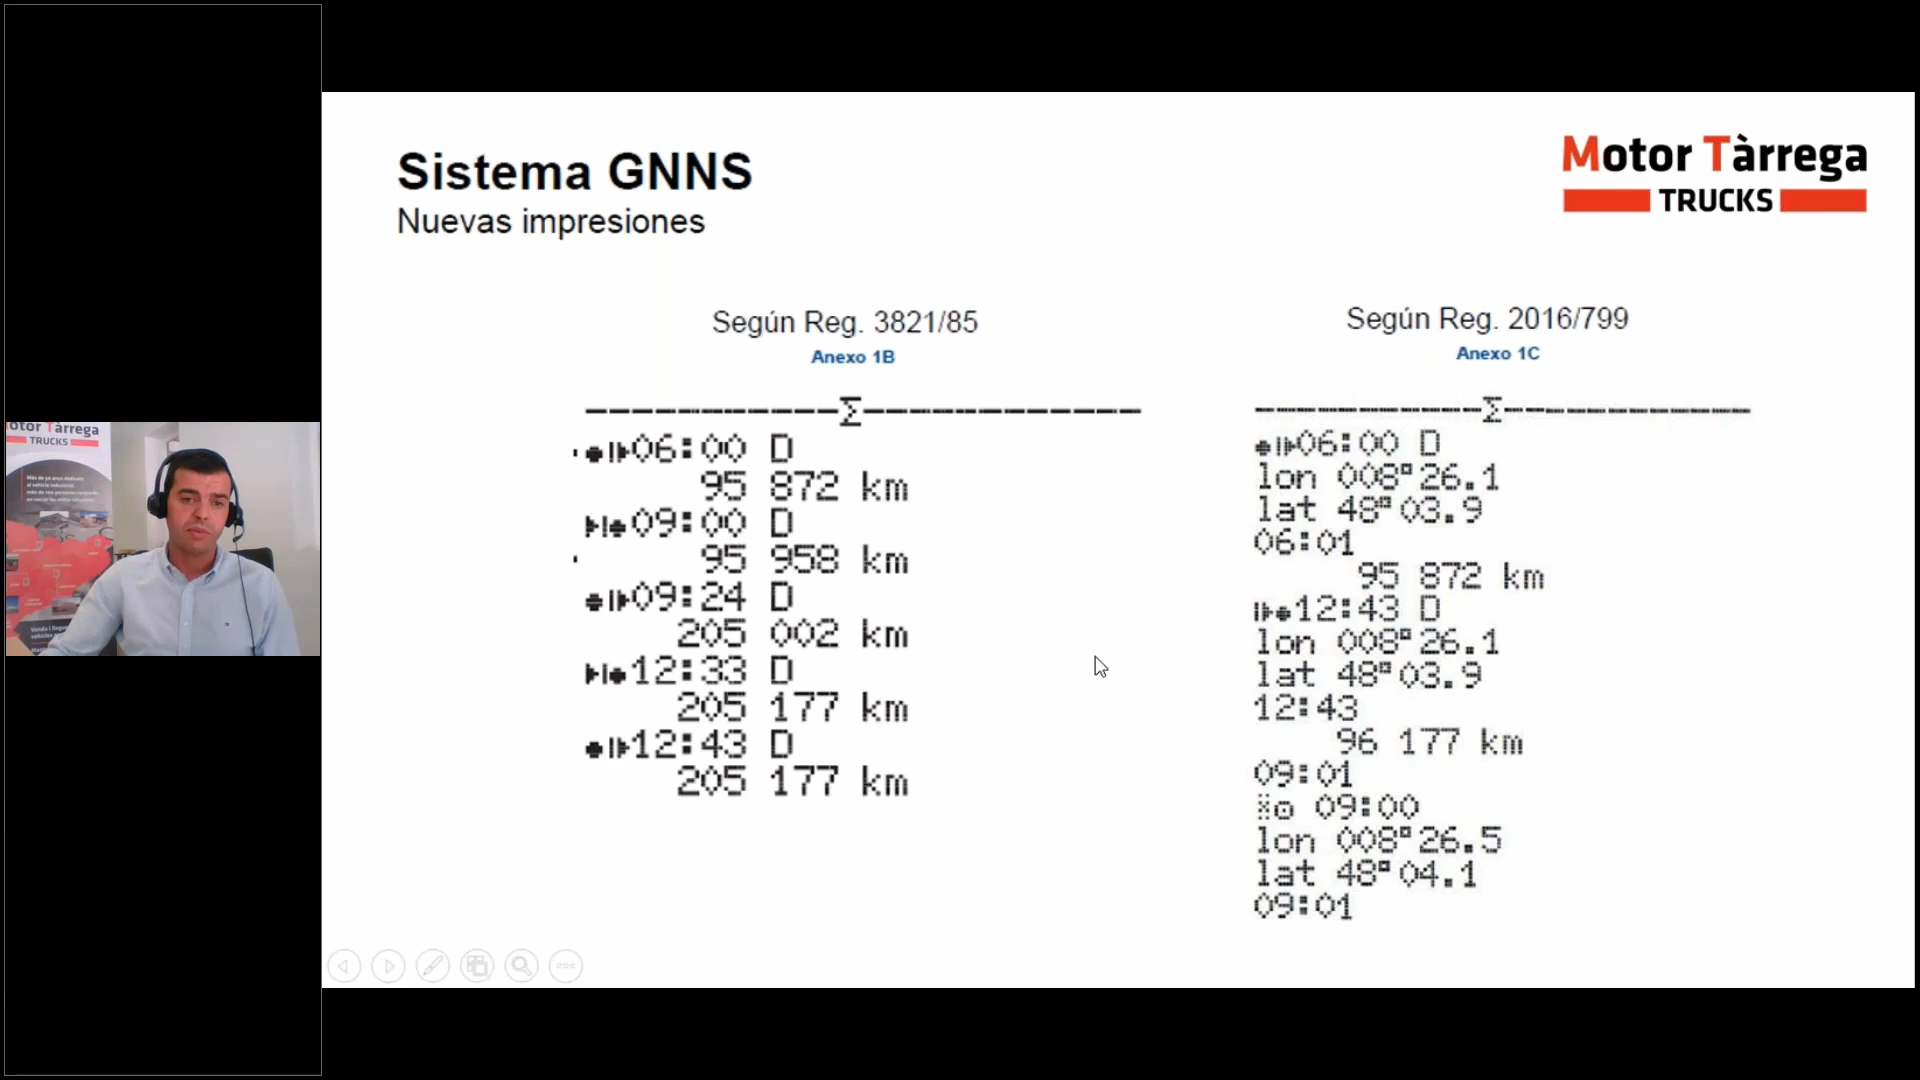 Sistema GNNS
Nuevas impresiones
Motor Tàrrega
TRUCKS
Según Reg. 3821/85
Anexo 1B
Σ
06:00 D
95 872 km
09:00 D
95 958 km
09:24 D
205 002 km
12:33 D
205 177 km
12:43 D
205 177 km
Según Reg. 2016/799
Anexo 1C
Σ
06:00 D
lon 008°26.1
lat 48°03.9
06:01
95 872 km
12:43 D
lon 008°26.1
lat 48°03.9
12:43
96 177 km
09:01
09:00
lon 008°26.5
lat 48°04.1
09:01
otor Tàrrega
TRUCKS